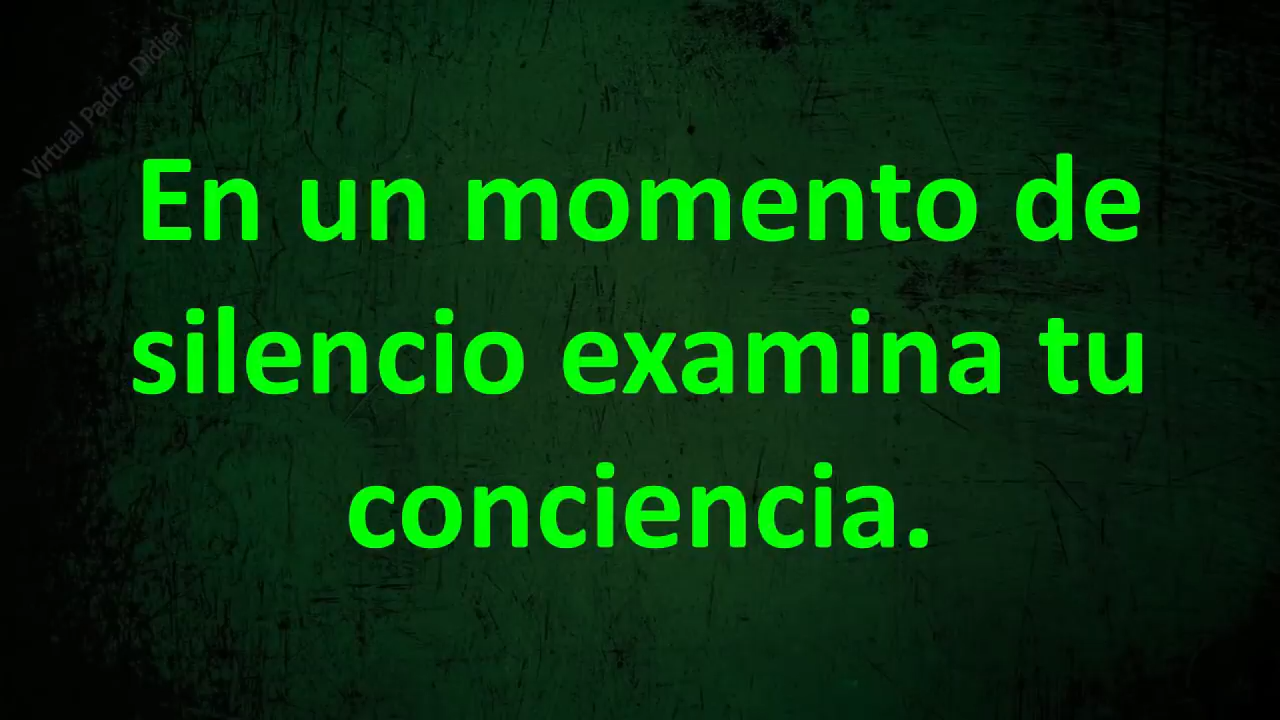 Virtual Padre Didier
En un momento de
silencio examina tu
conciencia.